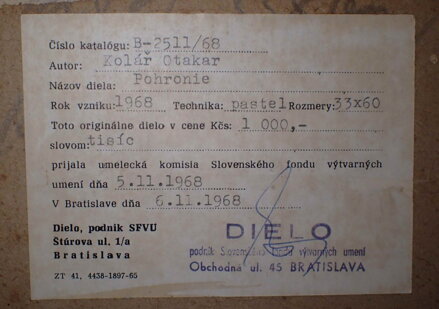 Číslo katalógu: B-2511/68
Autor: Kolář Otakar
Názov diela: Pohronie
Rok vzniku: 1968 Technika: pastel Rozmery: 33x60
Toto originálne dielo v cene Kčs: 1 000,-
slovom: tisíc
prijala umelecká komisia Slovenského fondu výtvarných
umení dňa 5.11.1968
V Bratislave dňa 6.11.1968
Dielo, podnik SFVU
Štúrova ul. 1/a
Bratislava
ZT 41, 4438-1897-65
DIELO
podnik Slovenského fondu výtvarných umení
Obchodná ul. 45 BRATISLAVA